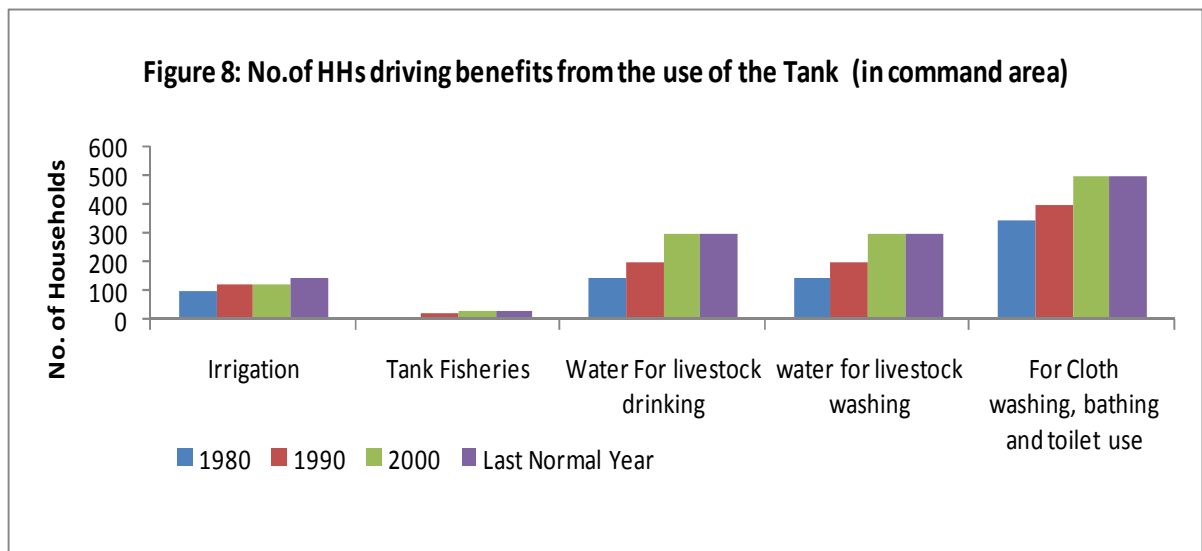 Figure 8: No.of HHs driving benefits from the use of the Tank (in command area)
No. of Households
600
500
400
300
200
100
0
Irrigation
Tank Fisheries
Water For livestock
drinking
water for livestock
washing
For Cloth
washing, bathing
and toilet use
1980 1990 2000 Last Normal Year